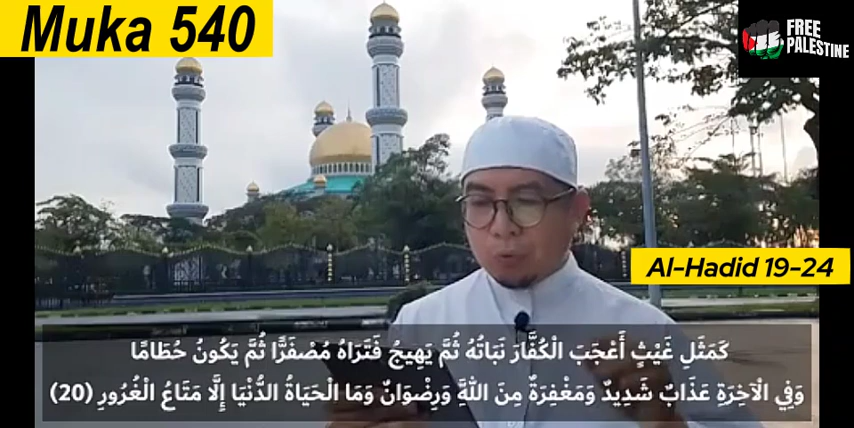 Muka 540
FREE
PALESTINE
Al-Hadid 19-24
كَمَثَلِ غَيْثٍ أَعْجَبَ الْكُفَّارَ نَبَاتُهُ ثُمَّ يَهِيجُ فَتَرَاهُ مُصْفَرًّا ثُمَّ يَكُونُ حُطَامًا
وَفِي الْآخِرَةِ عَذَابٌ شَدِيدٌ وَمَغْفِرَةٌ مِنَ اللَّهِ وَرِضْوَانٌ وَمَا الْحَيَاةُ الدُّنْيَا إِلَّا مَتَاعُ الْغُرُورِ (20)